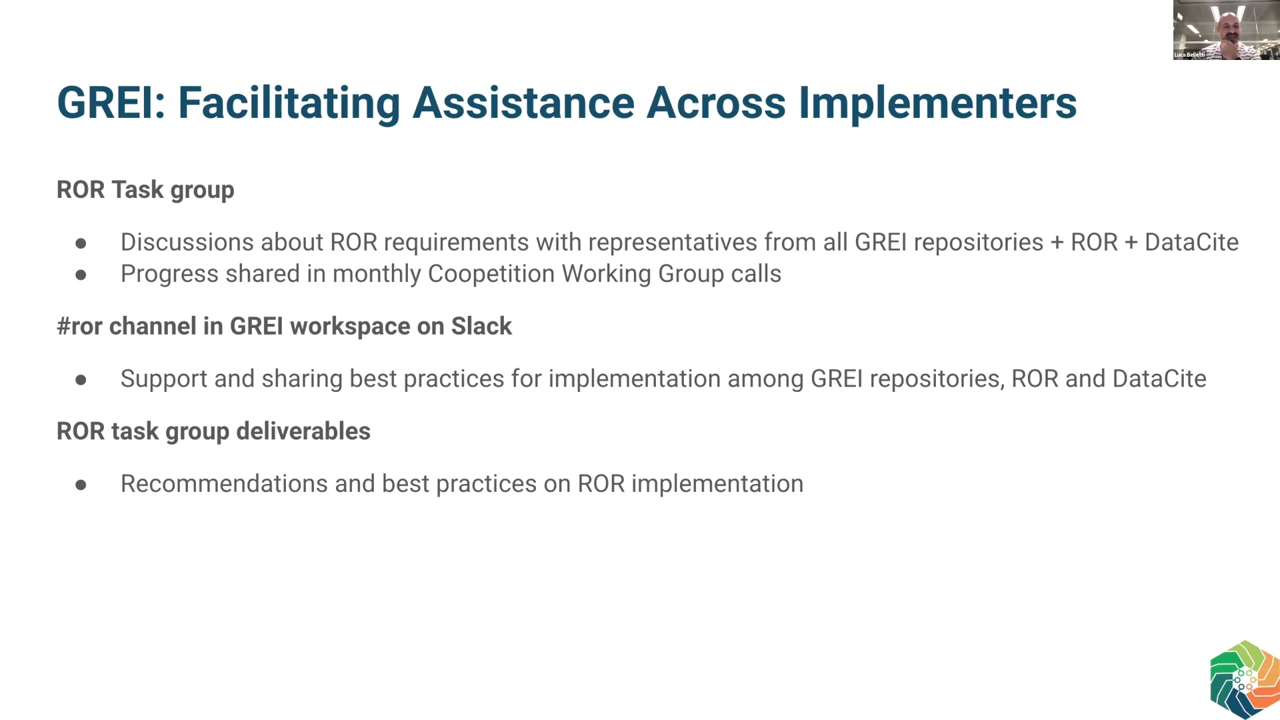 Luca Belletti
GREI: Facilitating Assistance Across Implementers
ROR Task group
● Discussions about ROR requirements with representatives from all GREI repositories + ROR + DataCite
● Progress shared in monthly Coopetition Working Group calls
#ror channel in GREI workspace on Slack
● Support and sharing best practices for implementation among GREI repositories, ROR and DataCite
ROR task group deliverables
● Recommendations and best practices on ROR implementation